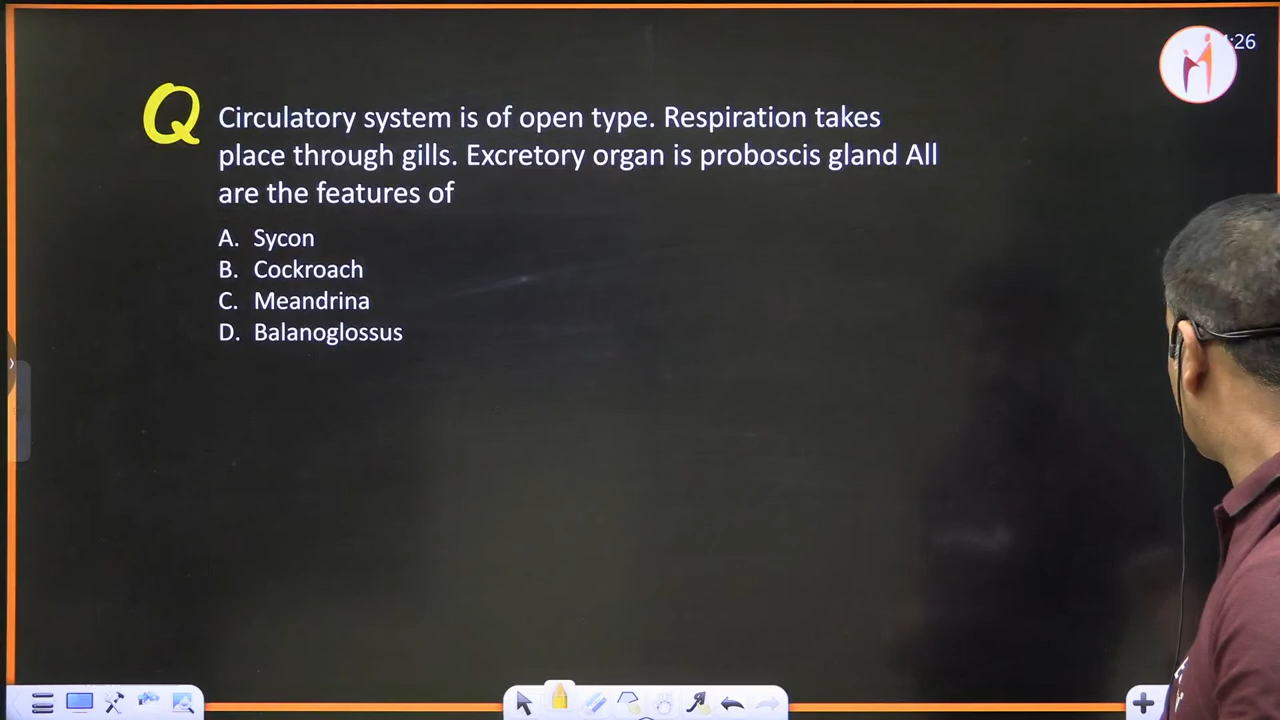 :26
Q Circulatory system is of open type. Respiration takes
place through gills. Excretory organ is proboscis gland All
are the features of
A. Sycon
B. Cockroach
C. Meandrina
D. Balanoglossus